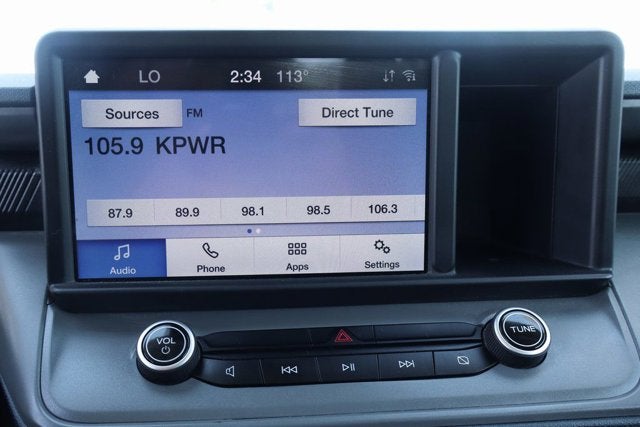 LO 2:34 113°
Sources FM Direct Tune
105.9 KPWR
87.9 89.9 98.1 98.5 106.3
Audio Phone Apps Settings
VOL TUNE